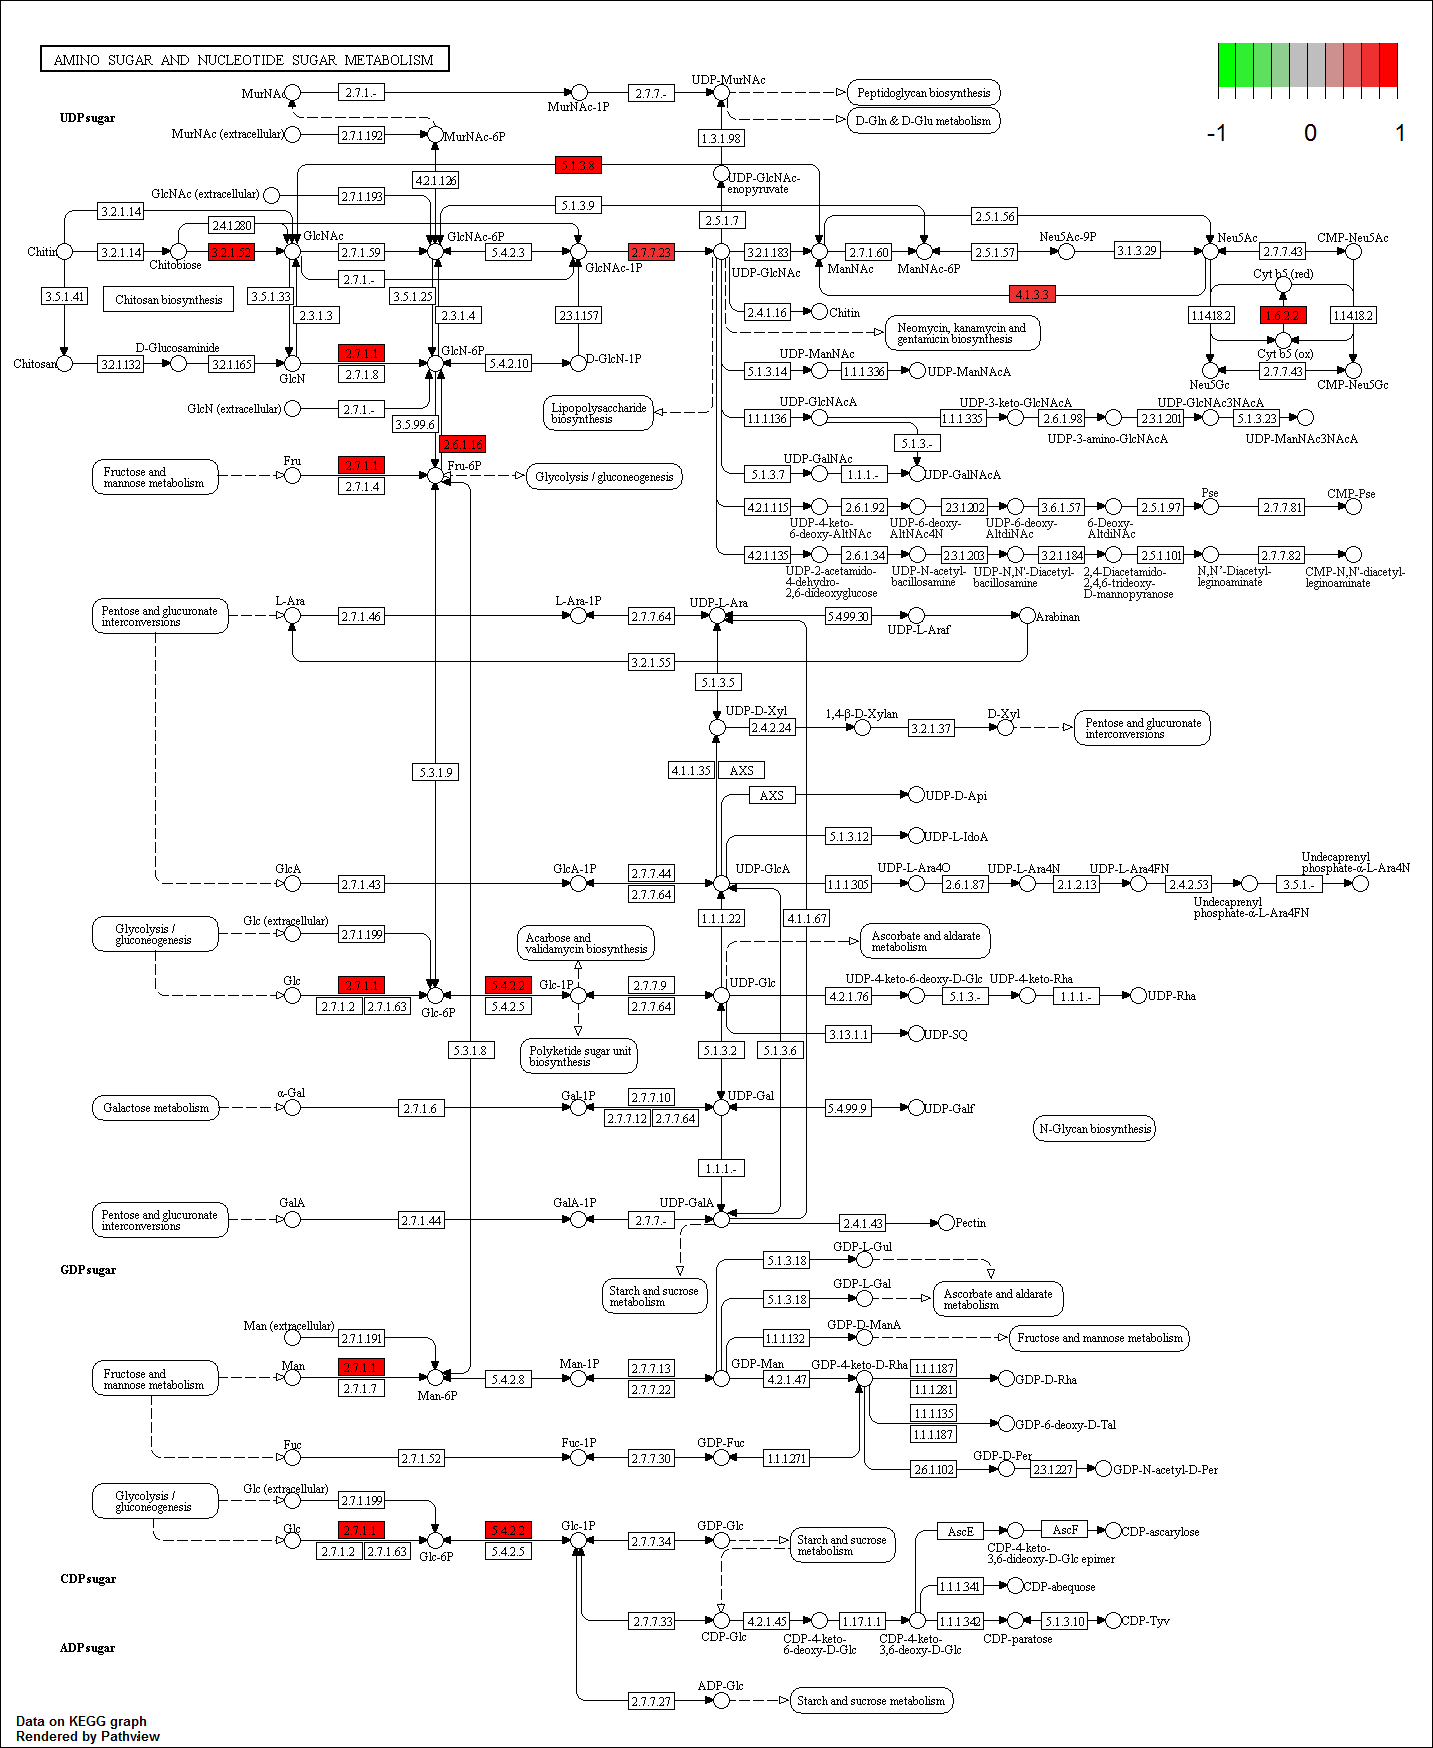 AMINO SUGAR AND NUCLEOTIDE SUGAR METABOLISM
-1 0 1
UDP sugar
MurNAc 2.7.1.- MurNAc-1P 2.7.7.- UDP-MurNAc Peptidoglycan biosynthesis
D-Gln & D-Glu metabolism
MurNAc (extracellular) 2.7.1.192 MurNAc-6P 1.3.1.98
5.1.3.8
4.2.1.126 UDP-GlcNAc-
enopyruvate
GlcNAc (extracellular) 2.7.1.193 5.1.3.9
3.2.1.14 2.4.1.280 2.5.1.7 2.5.1.56
GlcNAc GlcNAc-6P Neu5Ac-9P Neu5Ac CMP-Neu5Ac
Chitin 3.2.1.14 Chitobiose 3.2.1.52 2.7.1.59 5.4.2.3 GlcNAc-1P 2.7.7.23 UDP-GlcNAc 3.2.1.183 ManNAc 2.7.1.60 ManNAc-6P 2.5.1.57 3.1.3.29 2.7.7.43
2.7.1.- Cyt b5 (red)
3.5.1.41 Chitosan biosynthesis 3.5.1.33 3.5.1.25 4.1.3.3
2.3.1.3 2.3.1.4 2.3.1.157 2.4.1.16 Chitin 1.14.18.2 1.6.2.2 1.14.18.2
Neomycin, kanamycin and
gentamicin biosynthesis
D-Glucosaminide GlcN-6P UDP-ManNAc Cyt b5 (ox)
Chitosan 3.2.1.132 3.2.1.165 GlcN 2.7.1.1 5.4.2.10 D-GlcN-1P
2.7.1.8 5.1.3.14 1.1.1.336 UDP-ManNAcA Neu5Gc 2.7.7.43 CMP-Neu5Gc
GlcN (extracellular) 2.7.1.- Lipopolysaccharide
biosynthesis
UDP-GlcNAcA UDP-3-keto-GlcNAcA UDP-GlcNAc3NAcA
3.5.99.6 1.1.1.136 1.1.1.335 2.6.1.98 2.3.1.201 5.1.3.23
UDP-3-amino-GlcNAcA UDP-ManNAc3NAcA
2.6.1.16 5.1.3.-
Fructose and
mannose metabolism
Fru 2.7.1.1 Fru-6P Glycolysis / gluconeogenesis UDP-GalNAc
2.7.1.4 5.1.3.7 1.1.1.- UDP-GalNAcA
Pse CMP-Pse
4.2.1.115 2.6.1.92 2.3.1.202 3.6.1.57 2.5.1.97 2.7.7.81
UDP-4-keto-
6-deoxy-AltNAc
UDP-6-deoxy-
AltNAc4N
UDP-6-deoxy-
AltdiNAc
6-Deoxy-
AltdiNAc
4.2.1.135 2.6.1.34 2.3.1.203 3.2.1.184 2.5.1.101 2.7.7.82
UDP-2-acetamido-
4-dehydro-
2,6-dideoxyglucose
UDP-N-acetyl-
bacillosamine
UDP-N,N'-Diacetyl-
bacillosamine
2,4-Diacetamido-
2,4,6-trideoxy-
D-mannopyranose
N,N'-Diacetyl-
leginoaminate
CMP-N,N'-diacetyl-
leginoaminate
Pentose and glucuronate
interconversions
L-Ara 2.7.1.46 L-Ara-1P 2.7.7.64 UDP-L-Ara 5.4.99.30 UDP-L-Araf Arabinan
3.2.1.55
5.1.3.5
UDP-D-Xyl 2.4.2.24 1,4-β-D-Xylan 3.2.1.37 D-Xyl Pentose and glucuronate
interconversions
5.3.1.9 4.1.1.35 AXS
AXS UDP-D-Api
5.1.3.12 UDP-L-IdoA
GlcA 2.7.1.43 GlcA-1P 2.7.7.44 UDP-GlcA UDP-L-Ara4O UDP-L-Ara4N UDP-L-Ara4FN Undecaprenyl
phosphate-α-L-Ara4N
2.7.7.64 1.1.1.305 2.6.1.87 2.1.2.13 2.4.2.53 3.5.1.-
Undecaprenyl
phosphate-α-L-Ara4FN
1.1.1.22 4.1.1.67
Glycolysis /
gluconeogenesis
Glc (extracellular) 2.7.1.199 Acarbose and
validamycin biosynthesis
Ascorbate and aldarate
metabolism
Glc 2.7.1.1 5.4.2.2 Glc-1P 2.7.7.9 UDP-Glc UDP-4-keto-6-deoxy-D-Glc UDP-4-keto-Rha
2.7.1.2 2.7.1.63 Glc-6P 5.4.2.5 2.7.7.64 4.2.1.76 5.1.3.- 1.1.1.- UDP-Rha
3.13.1.1 UDP-SQ
5.3.1.8 Polyketide sugar unit
biosynthesis
5.1.3.2 5.1.3.6
Galactose metabolism α-Gal 2.7.1.6 Gal-1P 2.7.7.10 UDP-Gal 5.4.99.9 UDP-Galf
2.7.7.12 2.7.7.64 N-Glycan biosynthesis
1.1.1.-
Pentose and glucuronate
interconversions
GalA 2.7.1.44 GalA-1P 2.7.7.- UDP-GalA 2.4.1.43 Pectin
GDP sugar
Starch and sucrose
metabolism
5.1.3.18 GDP-L-Gul
5.1.3.18 GDP-L-Gal Ascorbate and aldarate
metabolism
Man (extracellular) 2.7.1.191 1.1.1.132 GDP-D-ManA Fructose and mannose metabolism
Fructose and
mannose metabolism
Man 2.7.1.1 Man-6P 5.4.2.8 Man-1P 2.7.7.13 GDP-Man 4.2.1.47 GDP-4-keto-D-Rha 1.1.1.187 GDP-D-Rha
2.7.1.7 2.7.7.22 1.1.1.281
1.1.1.135 GDP-6-deoxy-D-Tal
1.1.1.187
Fuc 2.7.1.52 Fuc-1P 2.7.7.30 GDP-Fuc 1.1.1.271 GDP-D-Per
2.6.1.102 2.3.1.227 GDP-N-acetyl-D-Per
Glycolysis /
gluconeogenesis
Glc (extracellular) 2.7.1.199
Glc 2.7.1.1 5.4.2.2 Glc-1P 2.7.7.34 GDP-Glc Starch and sucrose
metabolism
2.7.1.2 2.7.1.63 Glc-6P 5.4.2.5
AscE AscF CDP-ascarylose
CDP-4-keto-
3,6-dideoxy-D-Glc epimer
CDP sugar
1.1.1.341 CDP-abequose
2.7.7.33 CDP-Glc 4.2.1.45 CDP-4-keto-
6-deoxy-D-Glc
1.17.1.1 CDP-4-keto-
3,6-deoxy-D-Glc
1.1.1.342 CDP-paratose 5.1.3.10 CDP-Tyv
ADP sugar
2.7.7.27 ADP-Glc Starch and sucrose metabolism
Data on KEGG graph
Rendered by Pathview